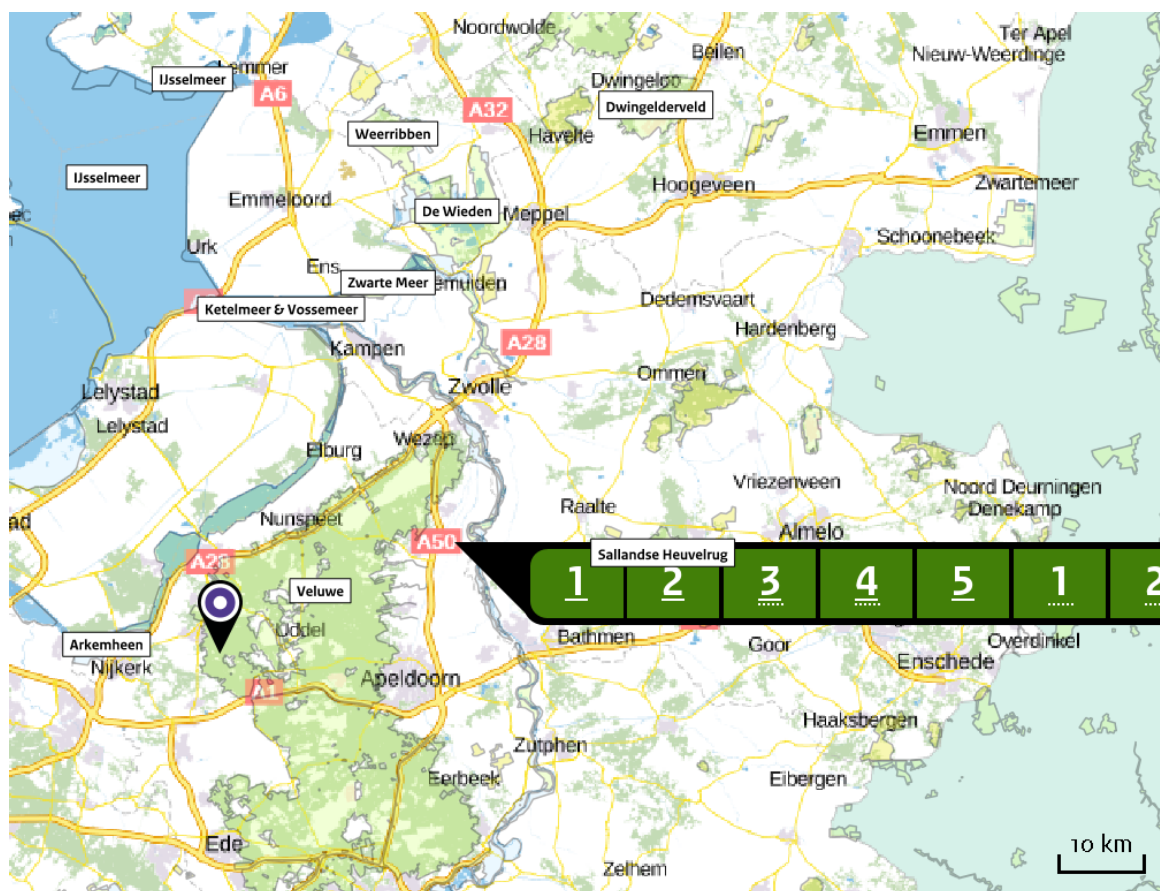 Noordwolde
Ter Apel
Nieuw-Weerdinge
Beilen
IJsselmeer
Lemmer
A6
Dwingeloo
Dwingelderveld
A32
Weerribben
Havelte
Emmen
IJsselmeer
Emmeloord
Hoogeveen
Zwartemeer
De Wieden
Meppel
Schoonebeek
Urk
Ens
Zwarte Meer
Ketelmeer & Vossemeer
Dedemsvaart
Hardenberg
Kampen
A28
Ommen
Zwolle
Lelystad
Lelystad
Wezep
Elburg
Vriezenveen
Noord Deurningen
Denekamp
Raalte
Nunspeet
Almelo
A50
Sallandse Heuvelrug
A28
1 2 3 4 5 1 2
Veluwe
Uddel
Arkemheen
Nijkerk
Bathmen
Goor
Overdinkel
Enschede
Apeldoorn
A1
Haaksbergen
Zutphen
Eerbeek
Eibergen
Ede
Zelhem
10 km